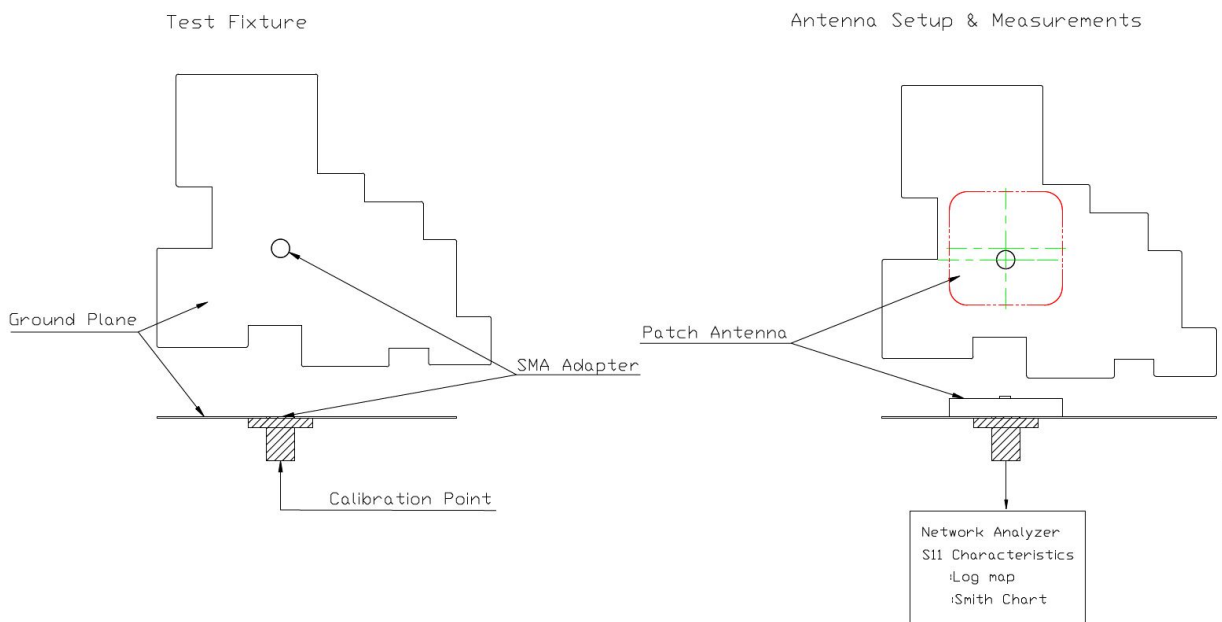 Test Fixture
Antenna Setup & Measurements
Ground Plane
SMA Adapter
Calibration Point
Patch Antenna
Network Analyzer
S11 Characteristics
:Log map
:Smith Chart